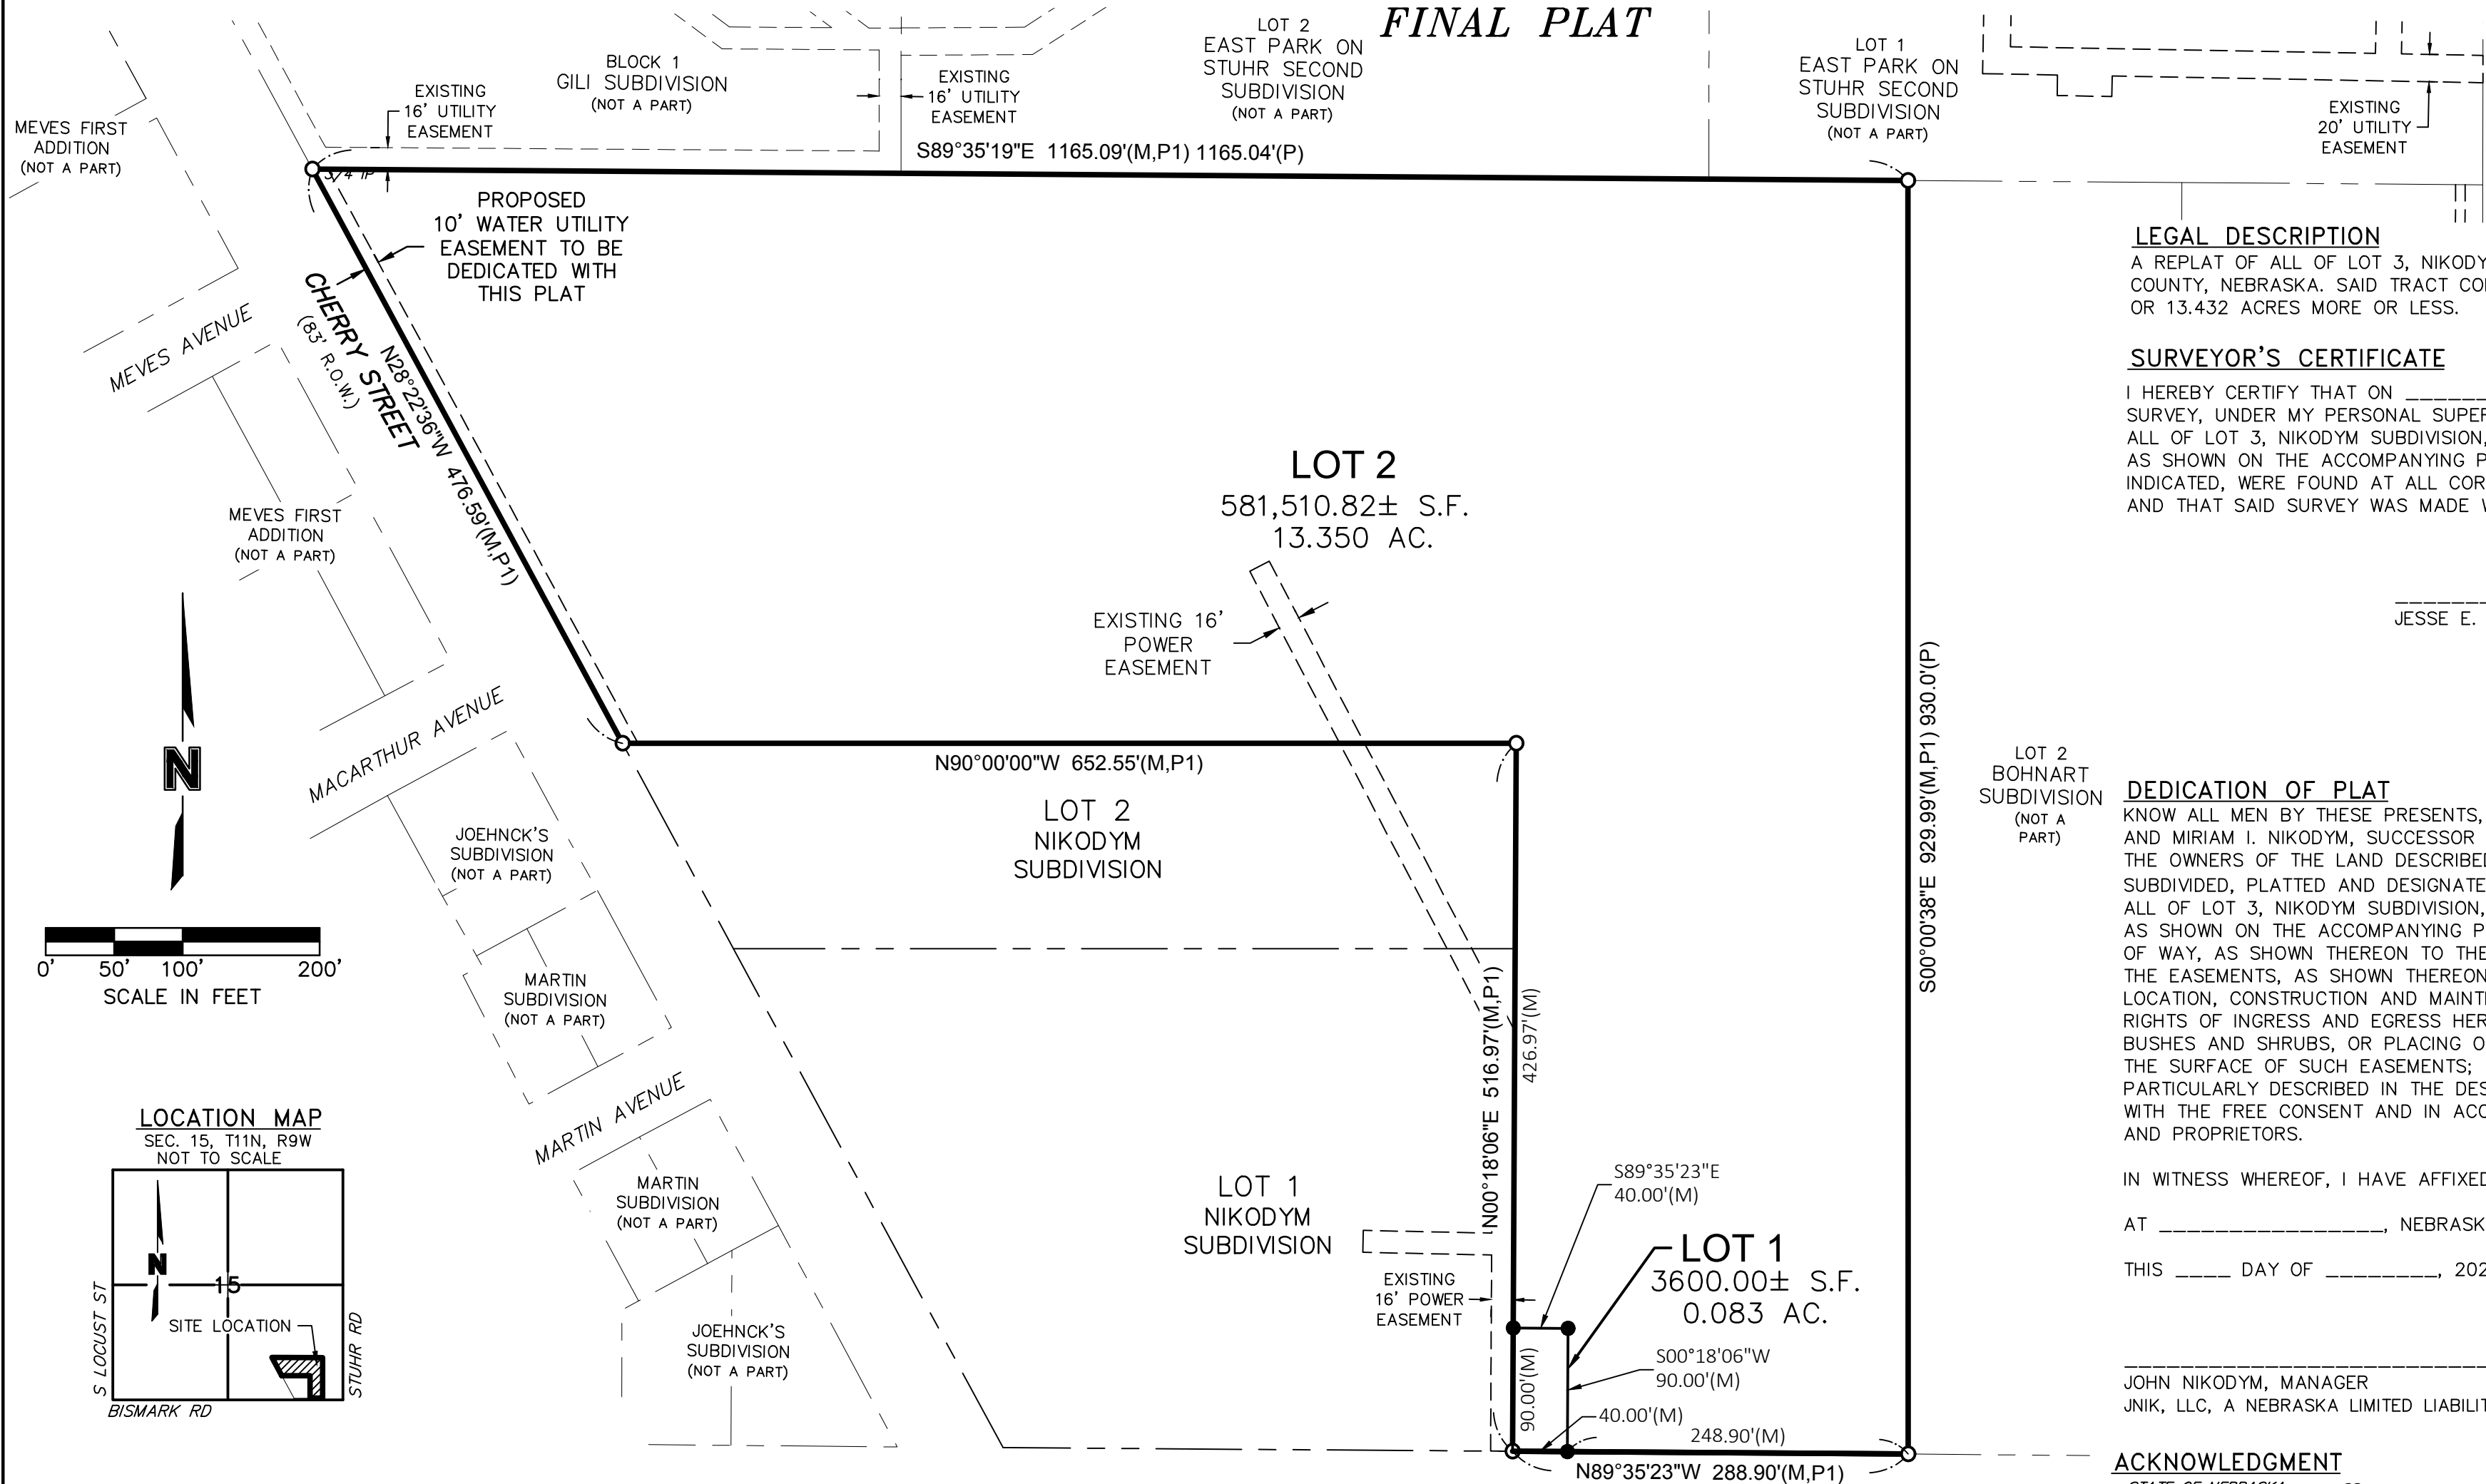 FINAL PLAT
MEVES FIRST
ADDITION
(NOT A PART)
EXISTING
16' UTILITY
EASEMENT
BLOCK 1
GILI SUBDIVISION
(NOT A PART)
EXISTING
16' UTILITY
EASEMENT
LOT 2
EAST PARK ON
STUHR SECOND
SUBDIVISION
(NOT A PART)
LOT 1
EAST PARK ON
STUHR SECOND
SUBDIVISION
(NOT A PART)
EXISTING
20' UTILITY
EASEMENT
S89°35'19"E 1165.09'(M,P1) 1165.04'(P)
3/4 IP
PROPOSED
10' WATER UTILITY
EASEMENT TO BE
DEDICATED WITH
THIS PLAT
CHERRY STREET
(83' R.O.W.)
N28°22'36"W 476.59'(M,P1)
MEVES AVENUE
MEVES FIRST
ADDITION
(NOT A PART)
LOT 2
581,510.82± S.F.
13.350 AC.
EXISTING 16'
POWER
EASEMENT
S00°00'38"E 929.99'(M,P1) 930.0'(P)
N90°00'00"W 652.55'(M,P1)
LOT 2
NIKODYM
SUBDIVISION
LOT 2
BOHNART
SUBDIVISION
(NOT A
PART)
MACARTHUR AVENUE
JOEHNCK'S
SUBDIVISION
(NOT A PART)
MARTIN
SUBDIVISION
(NOT A PART)
MARTIN AVENUE
MARTIN
SUBDIVISION
(NOT A PART)
JOEHNCK'S
SUBDIVISION
(NOT A PART)
N00°18'06"E 516.97'(M,P1)
426.97'(M)
LOT 1
NIKODYM
SUBDIVISION
EXISTING
16' POWER
EASEMENT
S89°35'23"E
40.00'(M)
LOT 1
3600.00± S.F.
0.083 AC.
S00°18'06"W
90.00'(M)
90.00'(M)
40.00'(M)
248.90'(M)
N89°35'23"W 288.90'(M,P1)
N
0' 50' 100' 200'
SCALE IN FEET
LOCATION MAP
SEC. 15, T11N, R9W
NOT TO SCALE
N
15
SITE LOCATION
S LOCUST ST
STUHR RD
BISMARK RD
LEGAL DESCRIPTION
A REPLAT OF ALL OF LOT 3, NIKODY
COUNTY, NEBRASKA. SAID TRACT CO
OR 13.432 ACRES MORE OR LESS.
SURVEYOR'S CERTIFICATE
I HEREBY CERTIFY THAT ON ______
SURVEY, UNDER MY PERSONAL SUPE
ALL OF LOT 3, NIKODYM SUBDIVISION,
AS SHOWN ON THE ACCOMPANYING P
INDICATED, WERE FOUND AT ALL COR
AND THAT SAID SURVEY WAS MADE W
JESSE E.
DEDICATION OF PLAT
KNOW ALL MEN BY THESE PRESENTS,
AND MIRIAM I. NIKODYM, SUCCESSOR
THE OWNERS OF THE LAND DESCRIBED
SUBDIVIDED, PLATTED AND DESIGNATE
ALL OF LOT 3, NIKODYM SUBDIVISION,
AS SHOWN ON THE ACCOMPANYING P
OF WAY, AS SHOWN THEREON TO THE
THE EASEMENTS, AS SHOWN THEREON
LOCATION, CONSTRUCTION AND MAINT
RIGHTS OF INGRESS AND EGRESS HER
BUSHES AND SHRUBS, OR PLACING O
THE SURFACE OF SUCH EASEMENTS;
PARTICULARLY DESCRIBED IN THE DES
WITH THE FREE CONSENT AND IN ACC
AND PROPRIETORS.
IN WITNESS WHEREOF, I HAVE AFFIXED
AT ________________, NEBRASK
THIS ____ DAY OF ________, 202
JOHN NIKODYM, MANAGER
JNIK, LLC, A NEBRASKA LIMITED LIABILIT
ACKNOWLEDGMENT